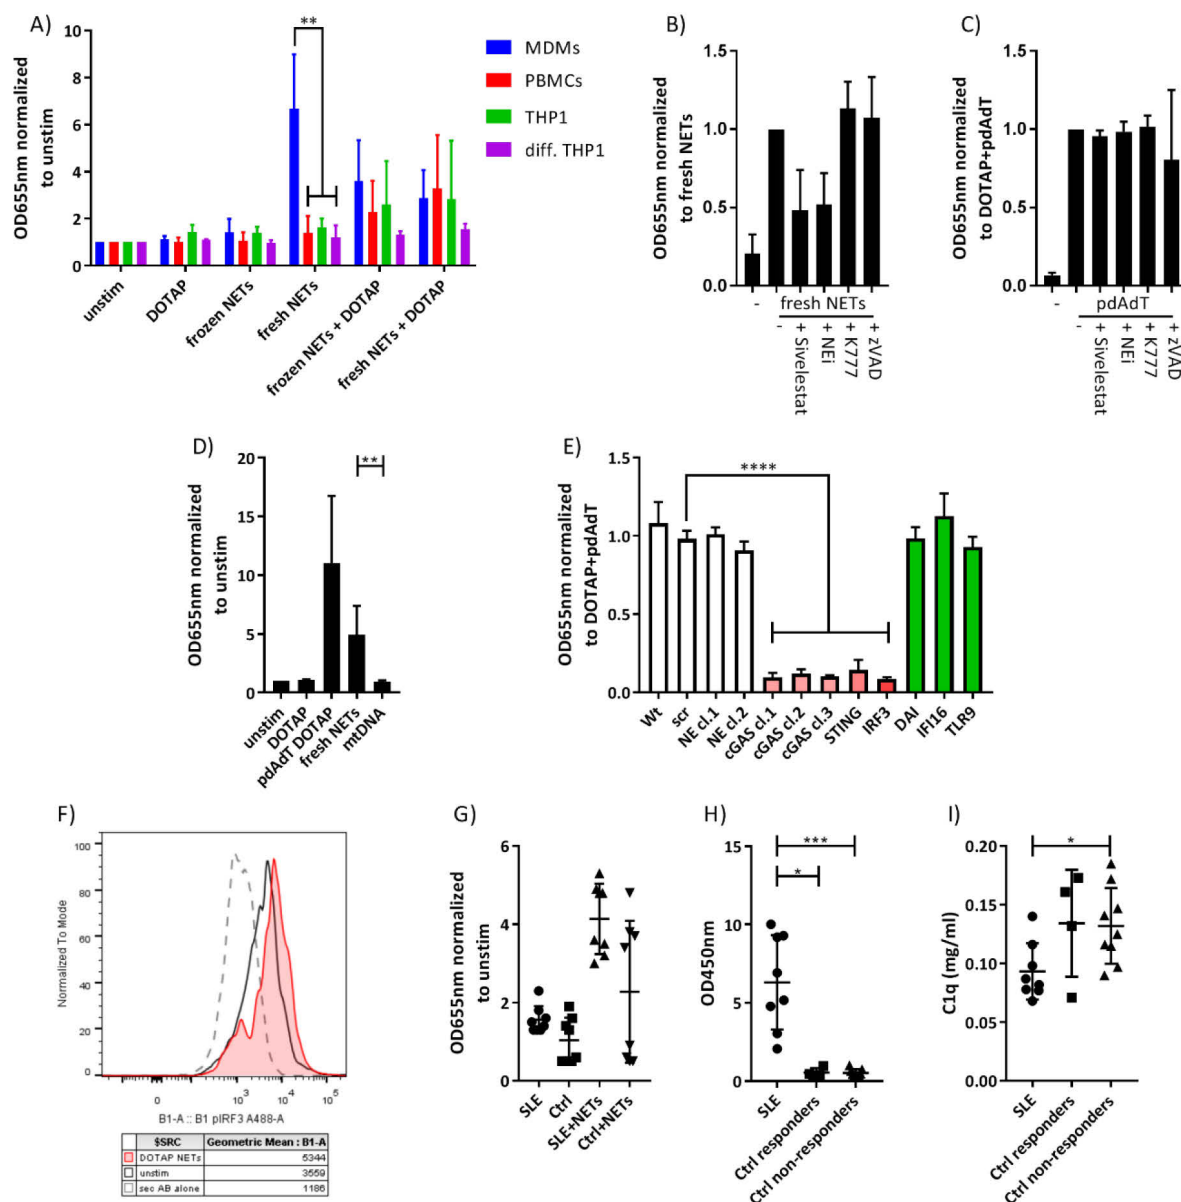 A)
OD655nm normalized
to unstim
10
8
6
4
2
0
**
MDMs
PBMCs
THP1
diff. THP1
unstim
DOTAP
frozen NETs
fresh NETs
frozen NETs + DOTAP
fresh NETs + DOTAP
B)
OD655nm normalized
to fresh NETs
1.5
1.0
0.5
0.0
-
fresh NETs
-
+ Sivelestat
+ NEi
+ K777
+ zVAD
C)
OD655nm normalized
to DOTAP+pdAdT
1.5
1.0
0.5
0.0
-
pdAdT
-
+ Sivelestat
+ NEi
+ K777
+ zVAD
D)
OD655nm normalized
to unstim
20
15
10
5
0
**
unstim
DOTAP
pdAdT DOTAP
fresh NETs
mtDNA
E)
OD655nm normalized
to DOTAP+pdAdT
1.5
1.0
0.5
0.0
****
Wt
scr
NE cl.1
NE cl.2
cGAS cl.1
cGAS cl.2
cGAS cl.3
STING
IRF3
DAI
IFI16
TLR9
F)
Normalized To Mode
100
80
60
40
20
0
0
10^3
10^4
10^5
B1-A :: B1 pIRF3 A488-A
$SRC Geometric Mean : B1-A
DOTAP NETs 5344
unstim 3559
sec AB alone 1186
G)
OD655nm normalized
to unstim
6
4
2
0
SLE
Ctrl
SLE+NETs
Ctrl+NETs
H)
OD450nm
15
10
5
0
***
*
SLE
Ctrl responders
Ctrl non-responders
I)
C1q (mg/ml)
0.20
0.15
0.10
0.05
0.00
*
SLE
Ctrl responders
Ctrl non-responders